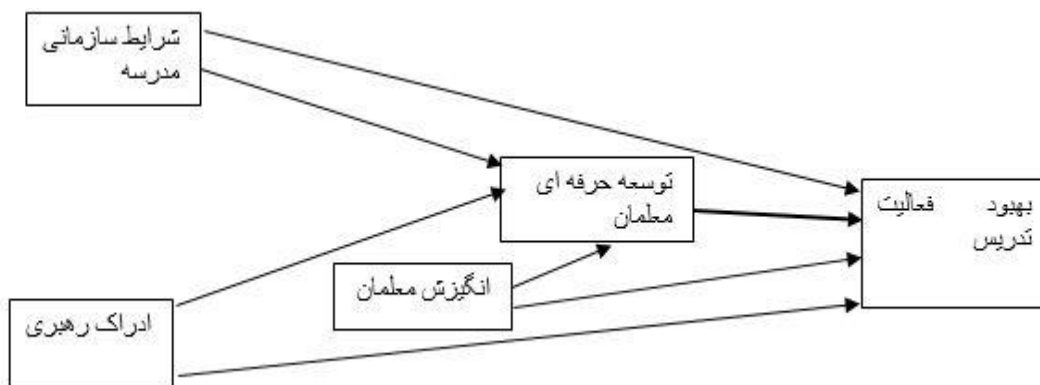 شرایط سازمانی
مدرسه
توسعه حرفه ای
معلمان
بهبود فعالیت
تدریس
انگیزش معلمان
ادراک رهبری